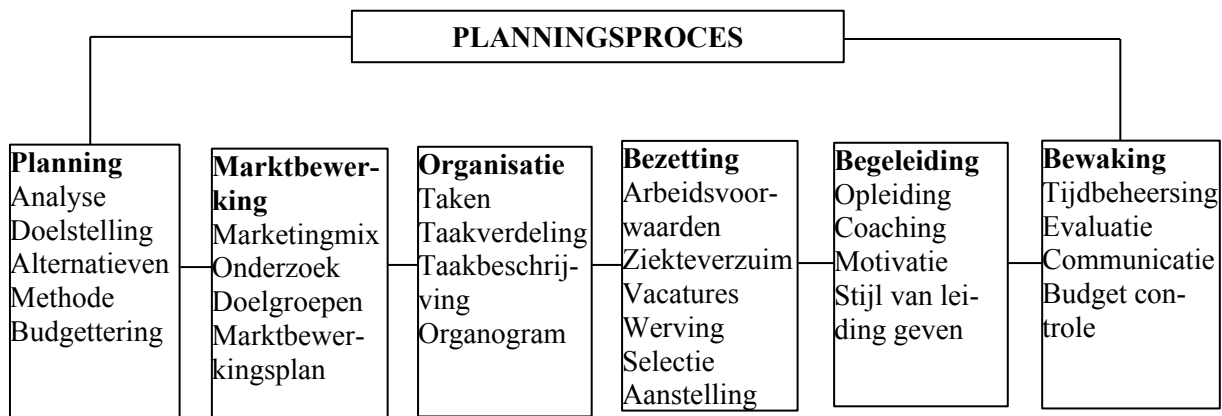 PLANNINGSPROCES
Planning
Analyse
Doelstelling
Alternatieven
Methode
Budgettering
Marktbewer-
king
Marketingmix
Onderzoek
Doelgroepen
Marktbewer-
kingsplan
Organisatie
Taken
Taakverdeling
Taakbeschrij-
ving
Organogram
Bezetting
Arbeidsvoor-
waarden
Ziekteverzuim
Vacatures
Werving
Selectie
Aanstelling
Begeleiding
Opleiding
Coaching
Motivatie
Stijl van lei-
ding geven
Bewaking
Tijdbeheersing
Evaluatie
Communicatie
Budget con-
trole